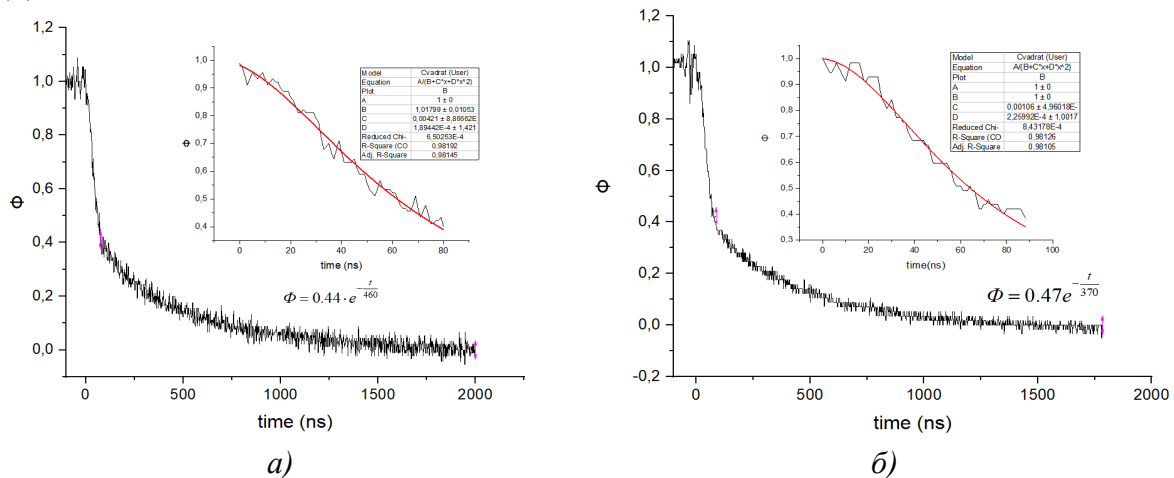 1,2
1,0
0,8
0,6
0,4
0,2
0,0
Φ
0 500 1000 1500 2000
time (ns)
1,0
0,9
0,8
0,7
0,6
0,5
0,4
Φ
0 20 40 60 80
time (ns)
Model Cvadrat (User)
Equation A/(B+C*x+D*x^2)
Plot B
A 1 ± 0
B 1,01799 ± 0,01053
C 0,00421 ± 8,86662E
D 1,89442E-4 ± 1,421
Reduced Chi- 6,50253E-4
R-Square (CO 0,98192
Adj. R-Square 0,98145
Φ = 0.44 · e^{-t/460}
а)
1,2
1,0
0,8
0,6
0,4
0,2
0,0
-0,2
Φ
0 500 1000 1500 2000
time (ns)
1,0
0,9
0,8
0,7
0,6
0,5
0,4
0,3
Φ
0 20 40 60 80 100
time(ns)
Model Cvadrat (User)
Equation A/(B+C*x+D*x^2)
Plot B
A 1 ± 0
B 1 ± 0
C 0,00106 ± 4,96018E-
D 2,25992E-4 ± 1,0017
Reduced Chi- 8,43178E-4
R-Square (CO 0,98126
Adj. R-Square 0,98105
Φ = 0.47e^{-t/370}
б)